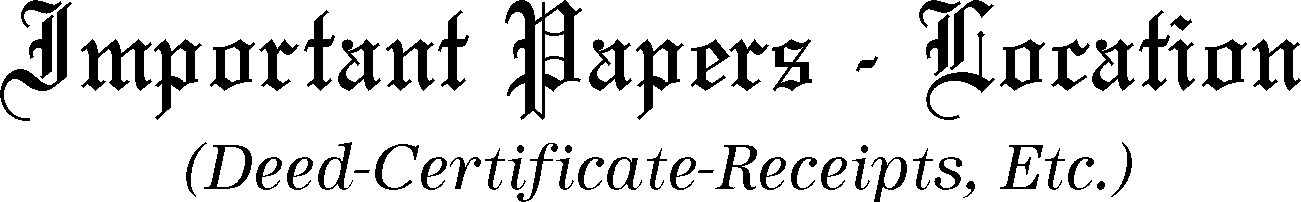 Important Papers - Location
(Deed-Certificate-Receipts, Etc.)